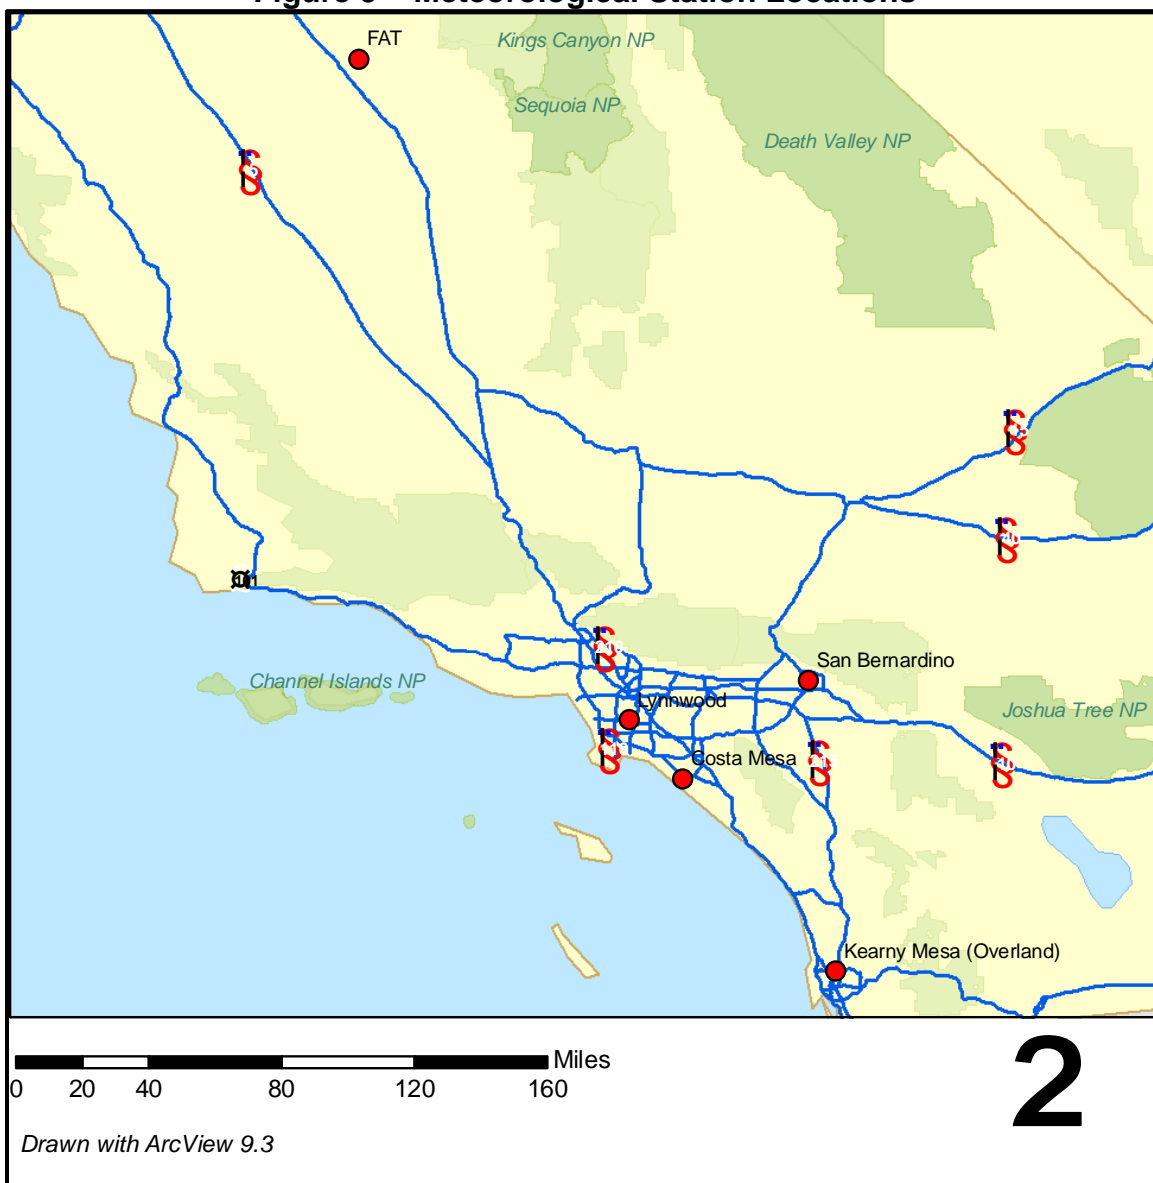 FAT
Kings Canyon NP
Sequoia NP
Death Valley NP
San Bernardino
Channel Islands NP
Lynnwood
Joshua Tree NP
Costa Mesa
Kearny Mesa (Overland)
Miles
0 20 40 80 120 160
2
Drawn with ArcView 9.3